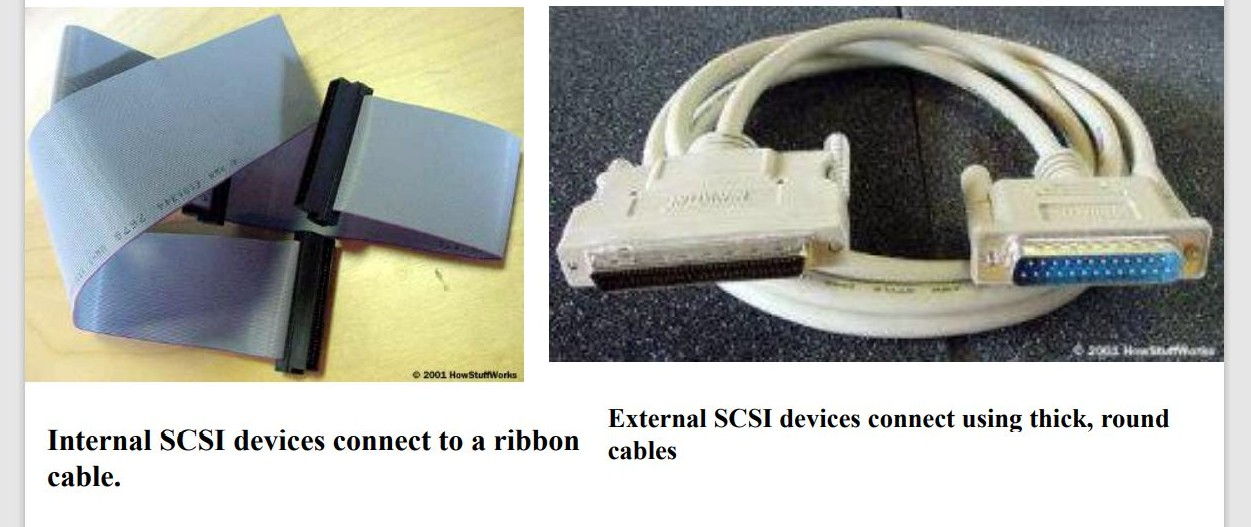 © 2001 HowStuffWorks
© 2001 HowStuffWorks
Internal SCSI devices connect to a ribbon
cable.
External SCSI devices connect using thick, round
cables